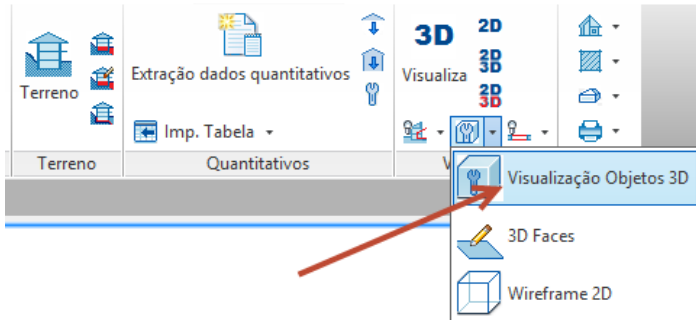 3D
2D
2D
3D
2D
3D
Terreno
Extração dados quantitativos
Visualiza
Imp. Tabela
Terreno
Quantitativos
V
Visualização Objetos 3D
3D Faces
Wireframe 2D